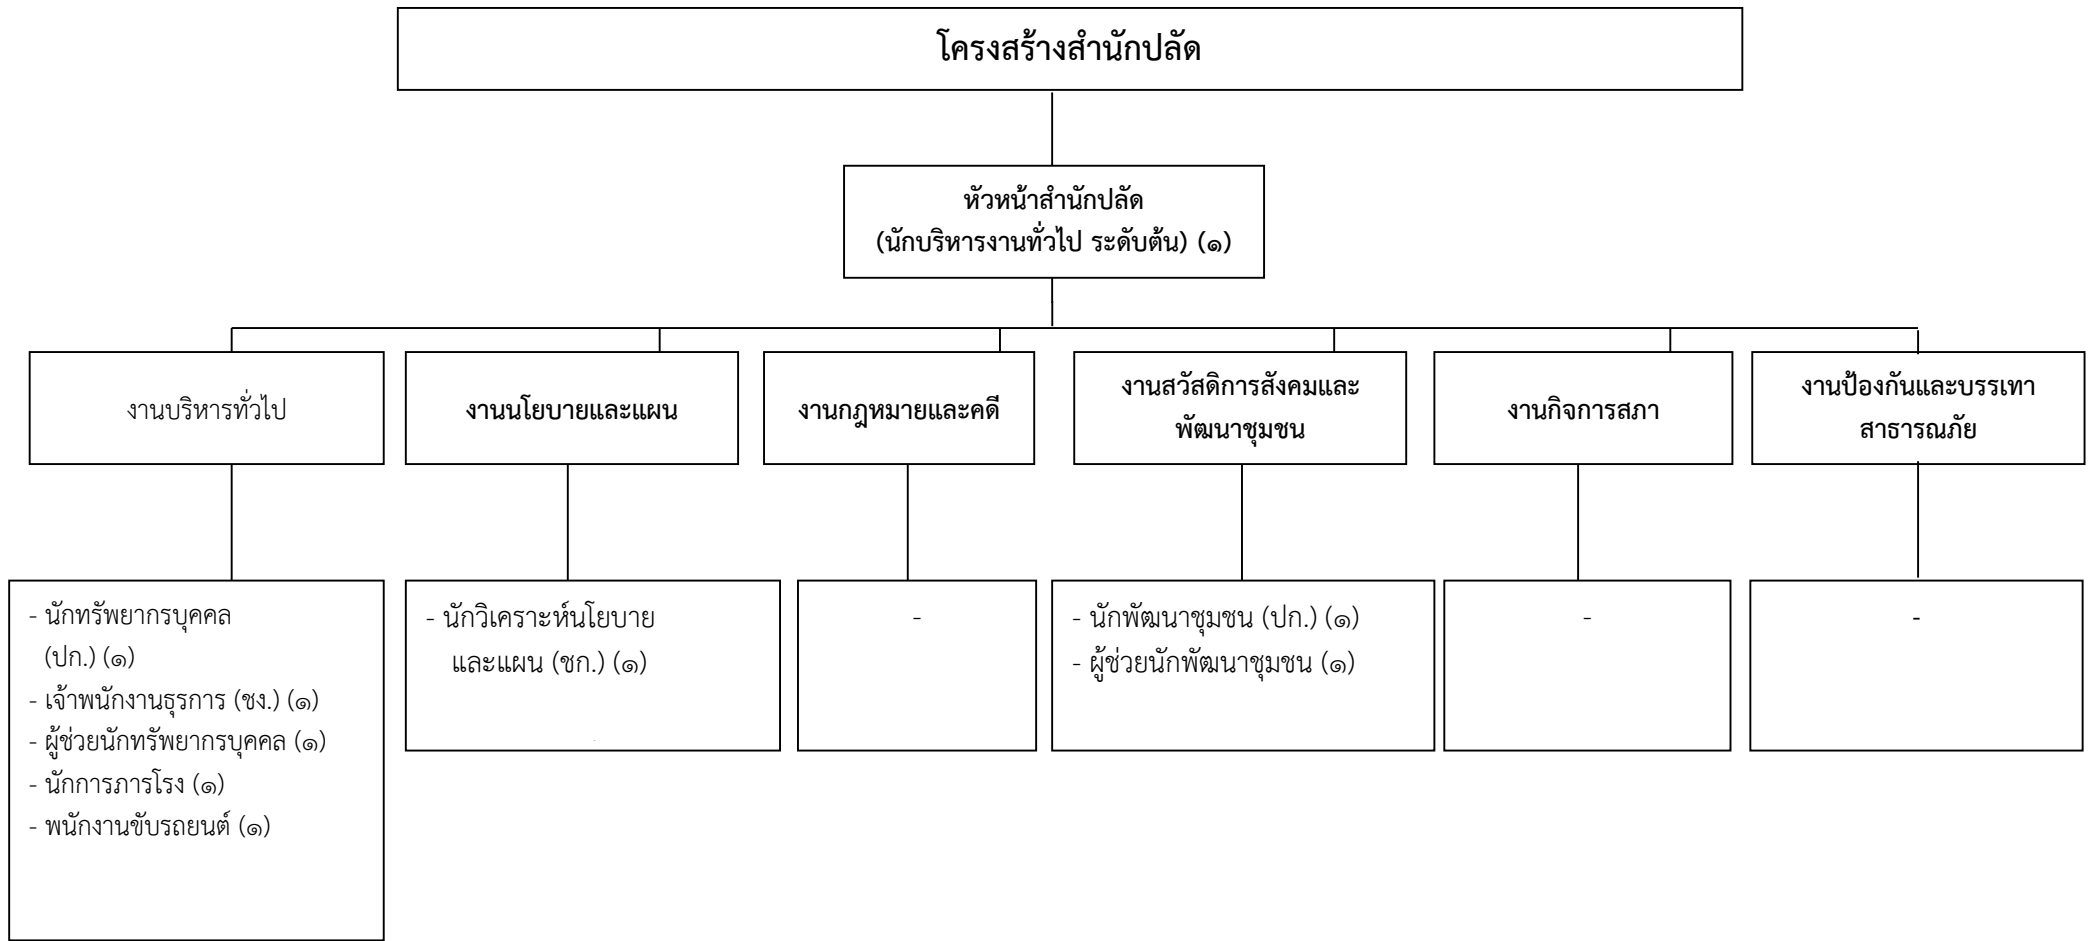 โครงสร้างสำนักปลัด
หัวหน้าสำนักปลัด
(นักบริหารงานทั่วไป ระดับต้น) (๑)
งานบริหารทั่วไป
งานนโยบายและแผน
งานกฎหมายและคดี
งานสวัสดิการสังคมและ
พัฒนาชุมชน
งานกิจการสภา
งานป้องกันและบรรเทา
สาธารณภัย
- นักทรัพยากรบุคคล
(ปก.) (๑)
- เจ้าพนักงานธุรการ (ชง.) (๑)
- ผู้ช่วยนักทรัพยากรบุคคล (๑)
- นักการภารโรง (๑)
- พนักงานขับรถยนต์ (๑)
- นักวิเคราะห์นโยบาย
และแผน (ชก.) (๑)
-
- นักพัฒนาชุมชน (ปก.) (๑)
- ผู้ช่วยนักพัฒนาชุมชน (๑)
-
-